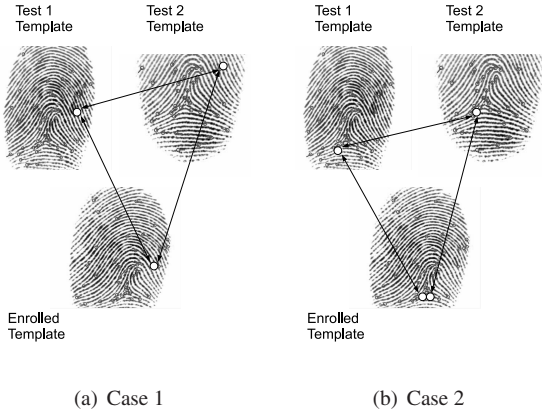 Test 1
Template
Test 2
Template
Enrolled
Template
(a) Case 1
Test 1
Template
Test 2
Template
Enrolled
Template
(b) Case 2